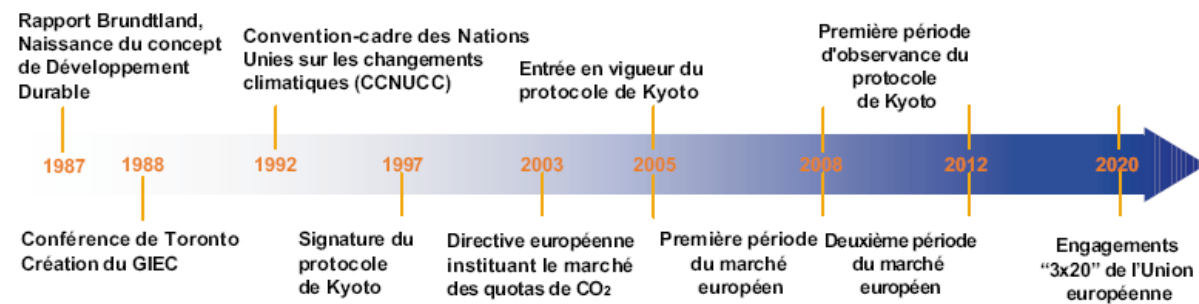 Rapport Brundtland,
Naissance du concept
de Développement
Durable
Convention-cadre des Nations
Unies sur les changements
climatiques (CCNUCC)
Entrée en vigueur du
protocole de Kyoto
Première période
d'observance du
protocole
de Kyoto
1987
1988
1992
1997
2003
2005
2008
2012
2020
Conférence de Toronto
Création du GIEC
Signature du
protocole
de Kyoto
Directive européenne
instituant le marché
des quotas de CO₂
Première période
du marché
européen
Deuxième période
du marché
européen
Engagements
“3x20” de l’Union
européenne